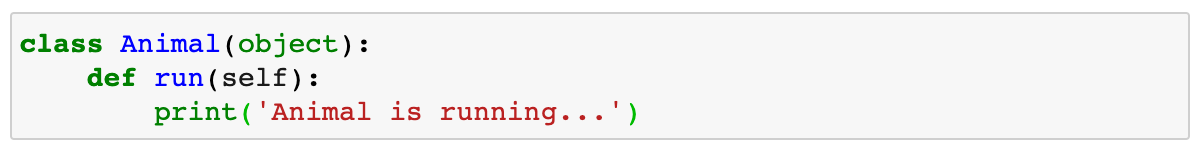 class Animal(object):
    def run(self):
        print('Animal is running...')